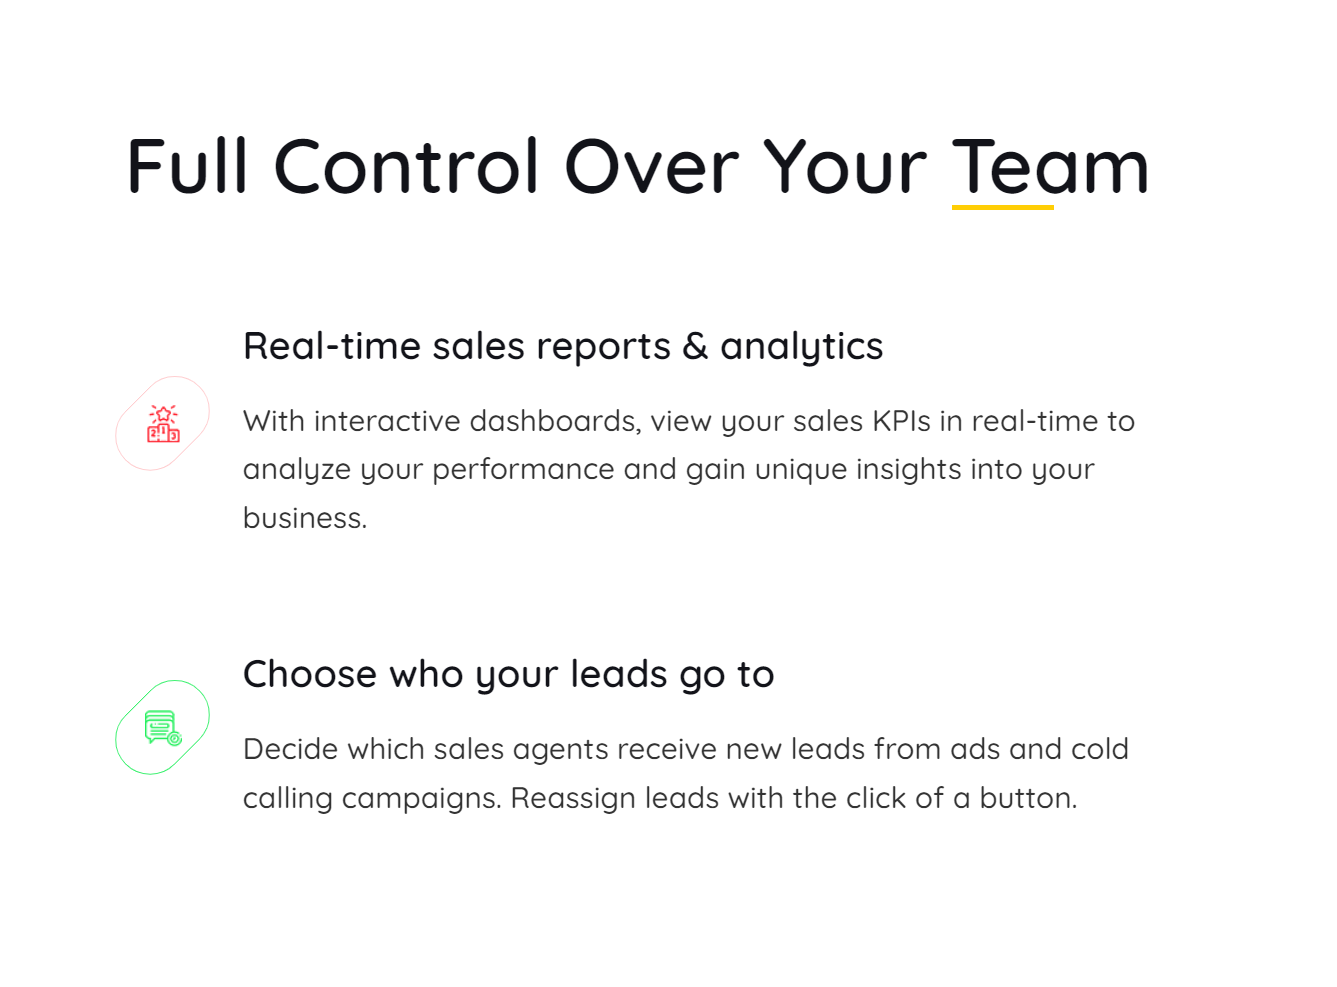 Full Control Over Your Team
Real-time sales reports & analytics
With interactive dashboards, view your sales KPIs in real-time to
analyze your performance and gain unique insights into your
business.
Choose who your leads go to
Decide which sales agents receive new leads from ads and cold
calling campaigns. Reassign leads with the click of a button.